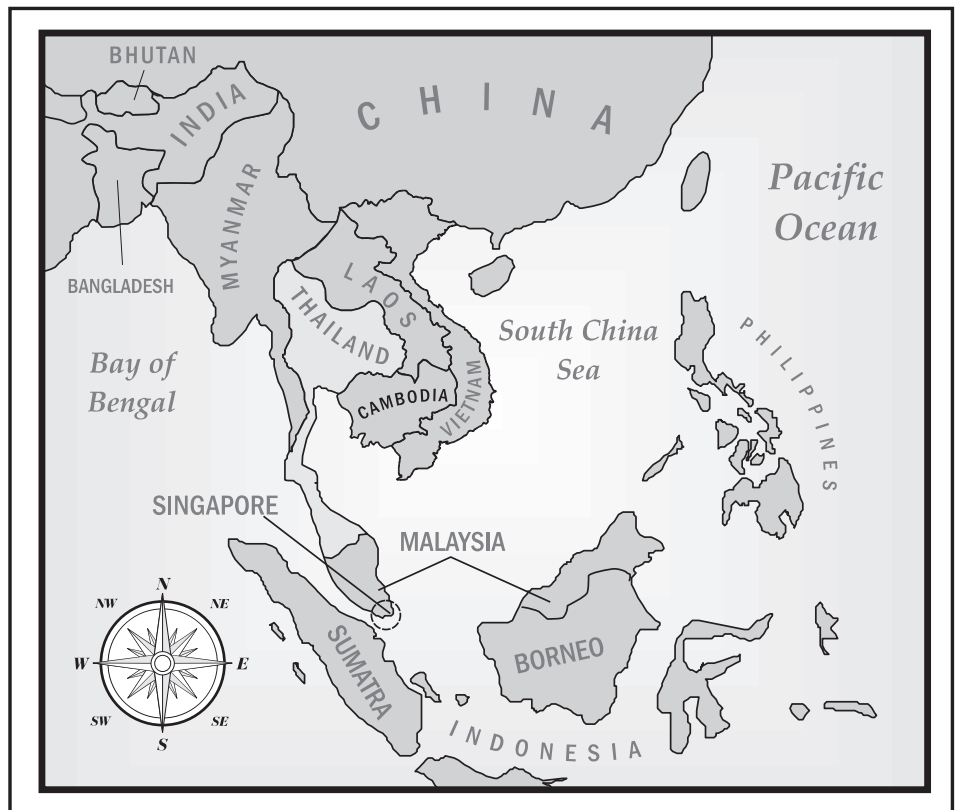 BHUTAN
INDIA
CHINA
MYANMAR
BANGLADESH
Pacific
Ocean
LAOS
THAILAND
South China
Sea
PHILIPPINES
Bay of
Bengal
CAMBODIA
VIETNAM
SINGAPORE
MALAYSIA
N
NW
NE
W
E
SW
SE
S
SUMATRA
BORNEO
INDONESIA